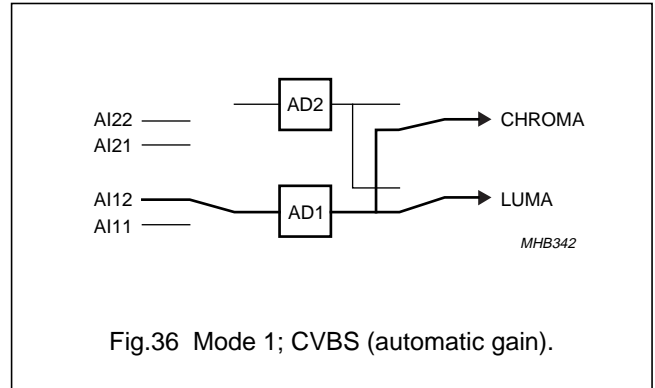 AI22
AI21
AI12
AI11
AD2
AD1
CHROMA
LUMA
MHB342
Fig.36 Mode 1; CVBS (automatic gain).